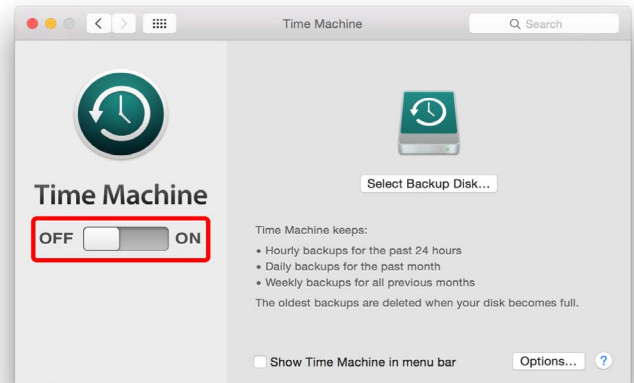 Time Machine
Search
Time Machine
OFF ON
Select Backup Disk...
Time Machine keeps:
• Hourly backups for the past 24 hours
• Daily backups for the past month
• Weekly backups for all previous months
The oldest backups are deleted when your disk becomes full.
Show Time Machine in menu bar
Options...
?